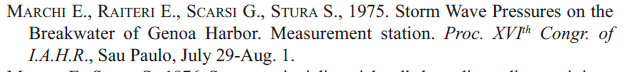 MARCHI E., RAITERI E., SCARSI G., STURA S., 1975. Storm Wave Pressures on the
Breakwater of Genoa Harbor. Measurement station. Proc. XVIth Congr. of
I.A.H.R., Sau Paulo, July 29-Aug. 1.